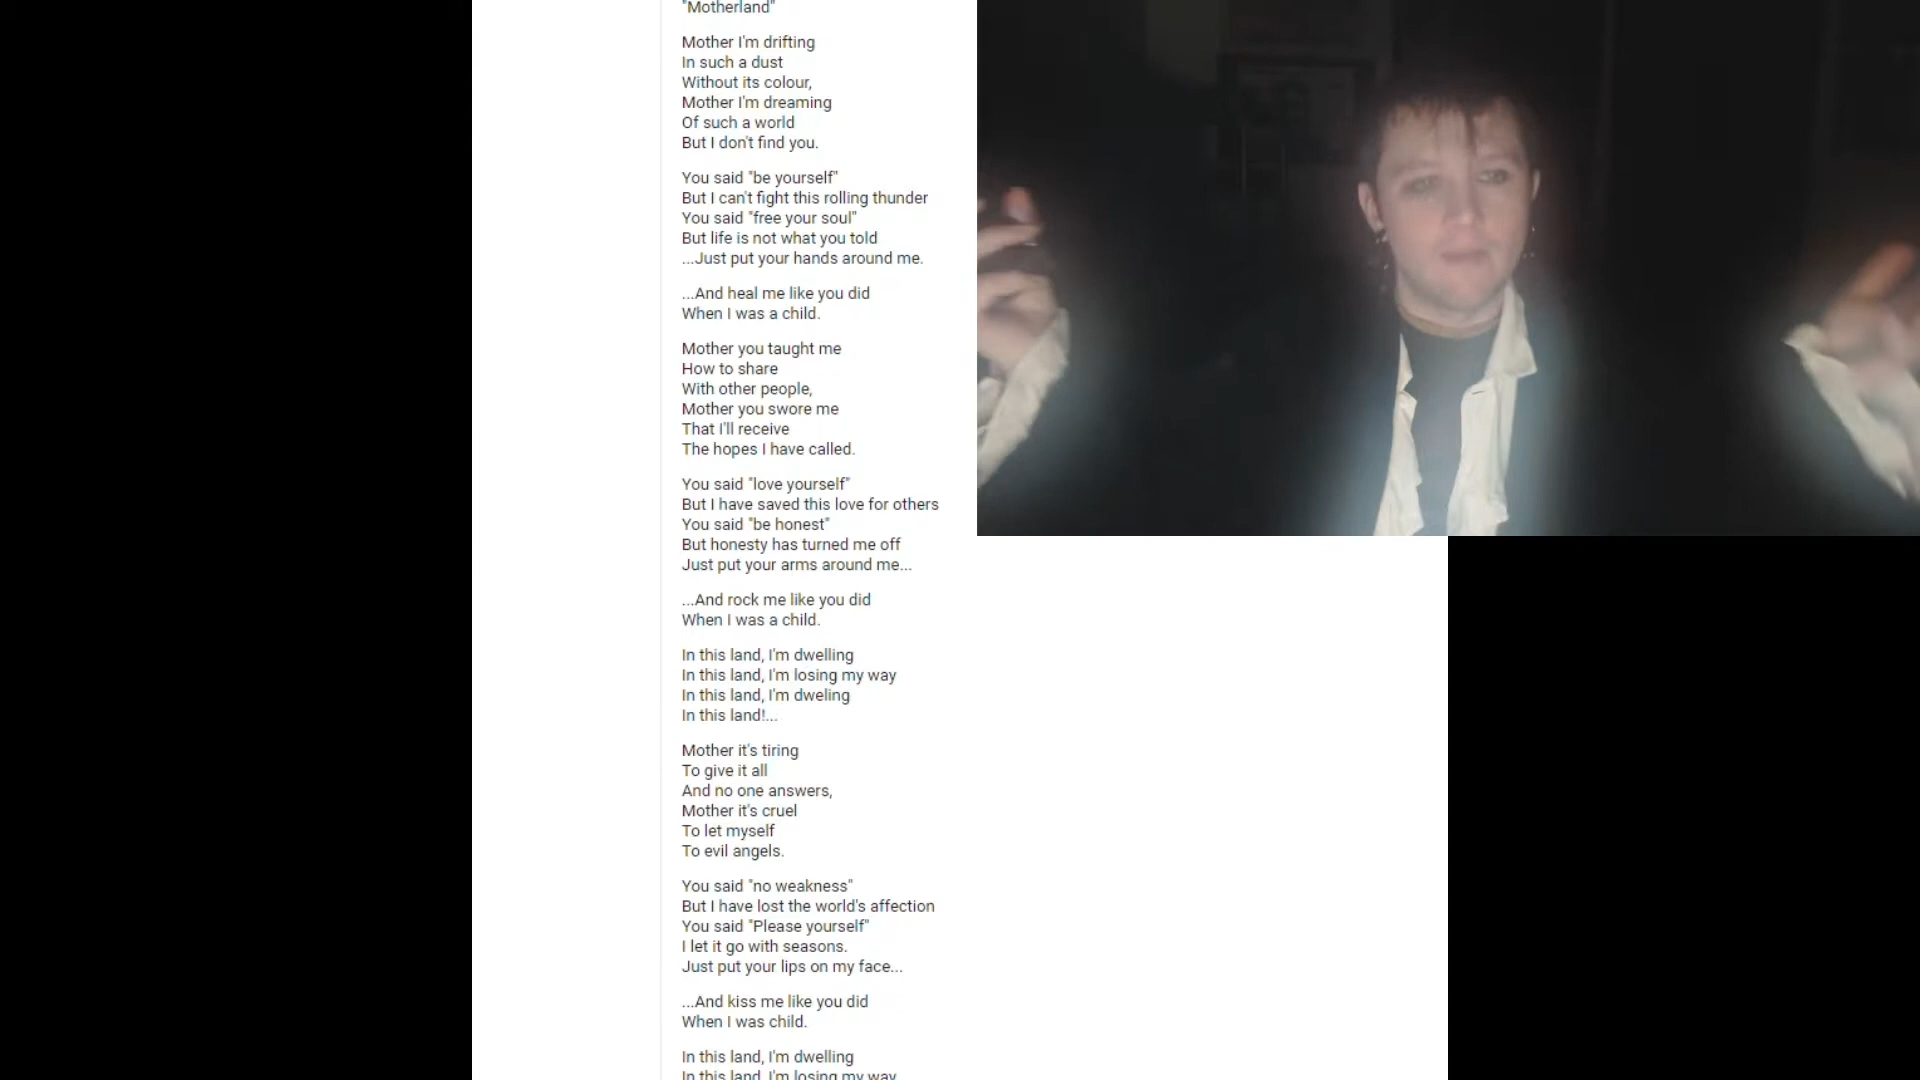 "Motherland"
Mother I'm drifting
In such a dust
Without its colour,
Mother I'm dreaming
Of such a world
But I don't find you.
You said "be yourself"
But I can't fight this rolling thunder
You said "free your soul"
But life is not what you told
...Just put your hands around me.
...And heal me like you did
When I was a child.
Mother you taught me
How to share
With other people,
Mother you swore me
That I'll receive
The hopes I have called.
You said "love yourself"
But I have saved this love for others
You said "be honest"
But honesty has turned me off
Just put your arms around me...
...And rock me like you did
When I was a child.
In this land, I'm dwelling
In this land, I'm losing my way
In this land, I'm dweling
In this land!...
Mother it's tiring
To give it all
And no one answers,
Mother it's cruel
To let myself
To evil angels.
You said "no weakness"
But I have lost the world's affection
You said "Please yourself"
I let it go with seasons.
Just put your lips on my face...
...And kiss me like you did
When I was child.
In this land, I'm dwelling
In this land, I'm losing my way